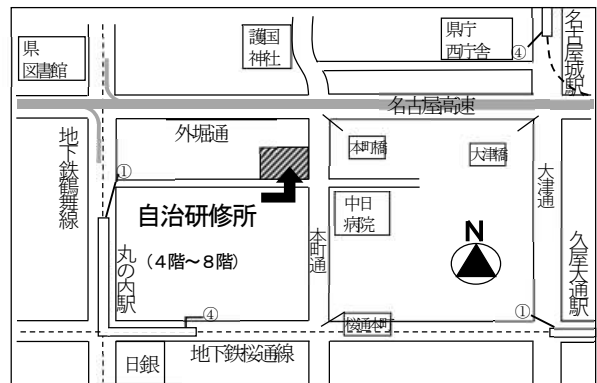 県
図書館
護国
神社
県庁
西庁舎
④
名古屋城駅
名古屋高速
外堀通
本町橋
大津橋
地下鉄鶴舞線
①
大津通
自治研修所
（４階～８階）
中日
病院
本町通
N
丸の内駅
久屋大通駅
④
桜通本町
①
日銀
地下鉄桜通線